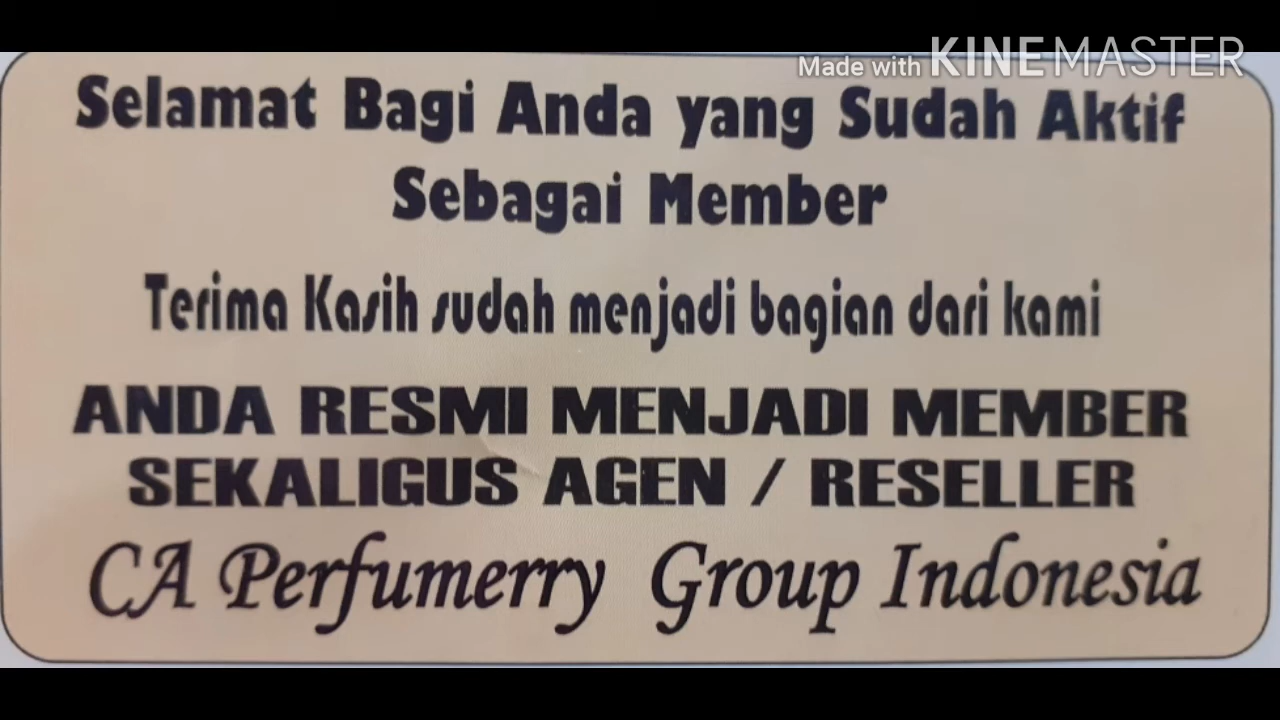 Made with KINEMASTER
Selamat Bagi Anda yang Sudah Aktif
Sebagai Member
Terima Kasih sudah menjadi bagian dari kami
ANDA RESMI MENJADI MEMBER
SEKALIGUS AGEN / RESELLER
CA Perfumerry Group Indonesia